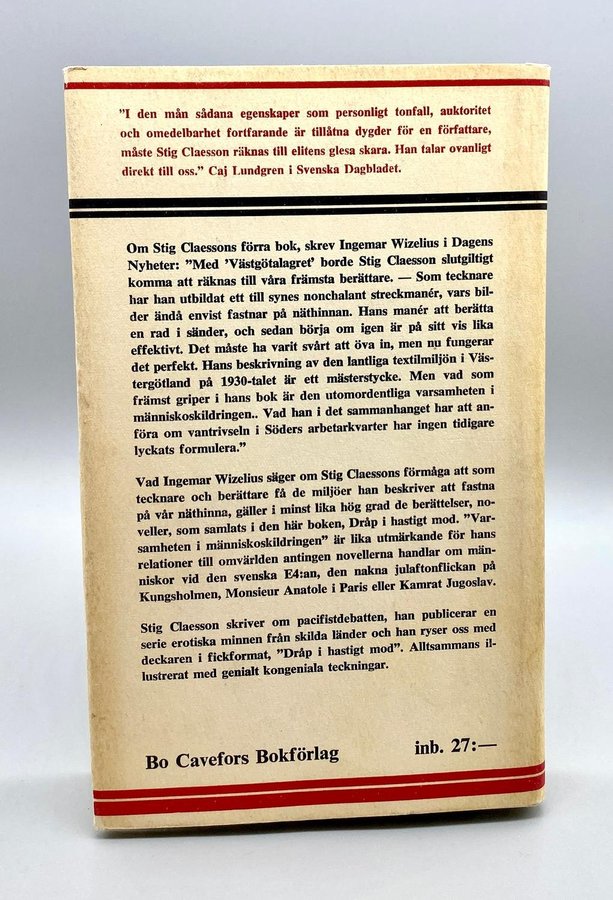 "I den mån sådana egenskaper som personligt tonfall, auktoritet
och omedelbarhet fortfarande är tillåtna dygder för en författare,
måste Stig Claesson räknas till elitens glesa skara. Han talar ovanligt
direkt till oss." Caj Lundgren i Svenska Dagbladet.
Om Stig Claessons förra bok, skrev Ingemar Wizelius i Dagens
Nyheter: "Med 'Västgötalagret' borde Stig Claesson slutgiltigt
komma att räknas till våra främsta berättare. — Som tecknare
har han utbildat ett till synes nonchalant streckmanér, vars bil-
der ändå envist fastnar på näthinnan. Hans manér att berätta
en rad i sänder, och sedan börja om igen är på sitt vis lika
effektivt. Det måste ha varit svårt att öva in, men nu fungerar
det perfekt. Hans beskrivning av den lantliga textilmiljön i Väs-
tergötland på 1930-talet är ett mästerstycke. Men vad som
främst griper i hans bok är den utomordentliga varsamheten i
människoskildringen.. Vad han i det sammanhanget har att an-
föra om vantrivseln i Söders arbetarkvarter har ingen tidigare
lyckats formulera."
Vad Ingemar Wizelius säger om Stig Claessons förmåga att som
tecknare och berättare få de miljöer han beskriver att fastna
på vår näthinna, gäller i minst lika hög grad de berättelser, no-
veller, som samlats i den här boken, Dråp i hastigt mod. "Var-
samheten i människoskildringen" är lika utmärkande för hans
relationer till omvärlden antingen novellerna handlar om män-
niskor vid den svenska E4:an, den nakna julaftonflickan på
Kungsholmen, Monsieur Anatole i Paris eller Kamrat Jugoslav.
Stig Claesson skriver om pacifistdebatten, han publicerar en
serie erotiska minnen från skilda länder och han ryser oss med
deckaren i fickformat, "Dråp i hastigt mod". Alltsammans il-
lustrerat med genialt kongeniala teckningar.
Bo Cavefors Bokförlag
inb. 27:—